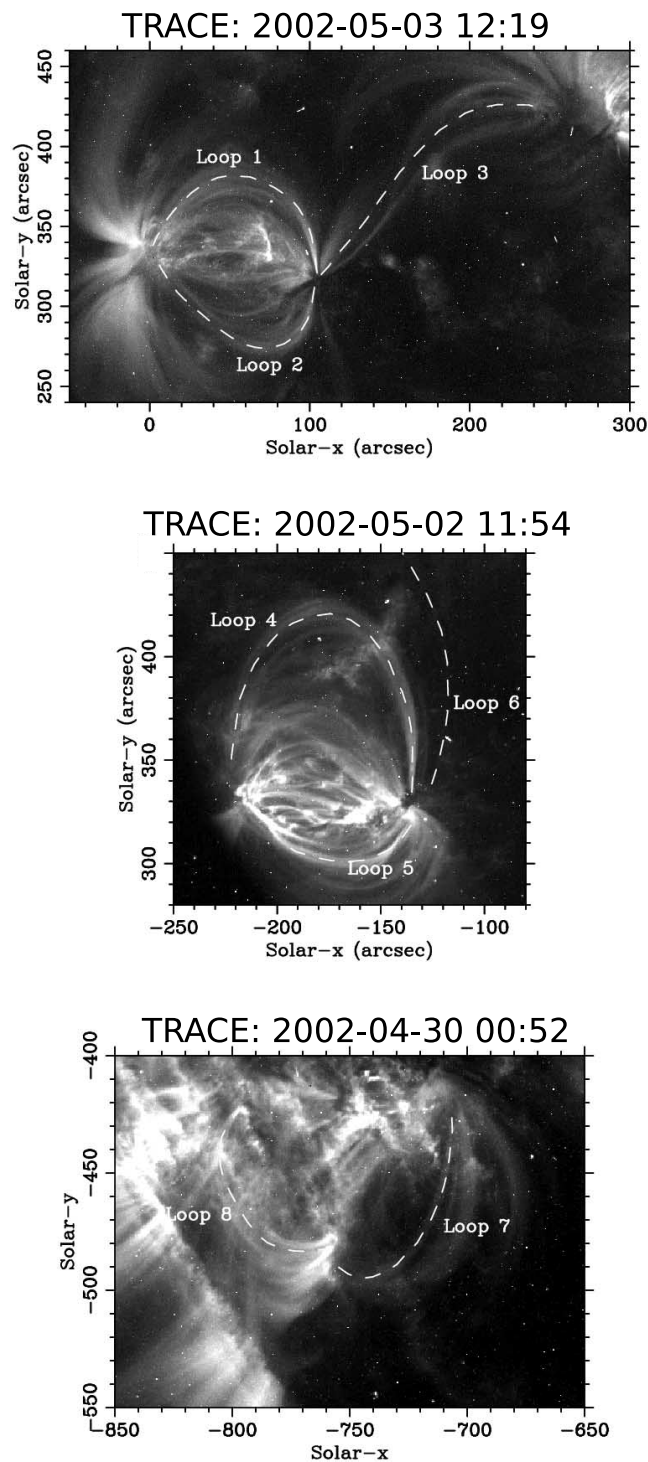 TRACE: 2002-05-03 12:19
450
400
350
300
250
Solar-y (arcsec)
Loop 1
Loop 3
Loop 2
0
100
200
300
Solar-x (arcsec)
TRACE: 2002-05-02 11:54
400
350
300
Solar-y (arcsec)
Loop 4
Loop 6
Loop 5
-250
-200
-150
-100
Solar-x (arcsec)
TRACE: 2002-04-30 00:52
-400
-450
-500
-550
Solar-y
Loop 8
Loop 7
-850
-800
-750
-700
-650
Solar-x